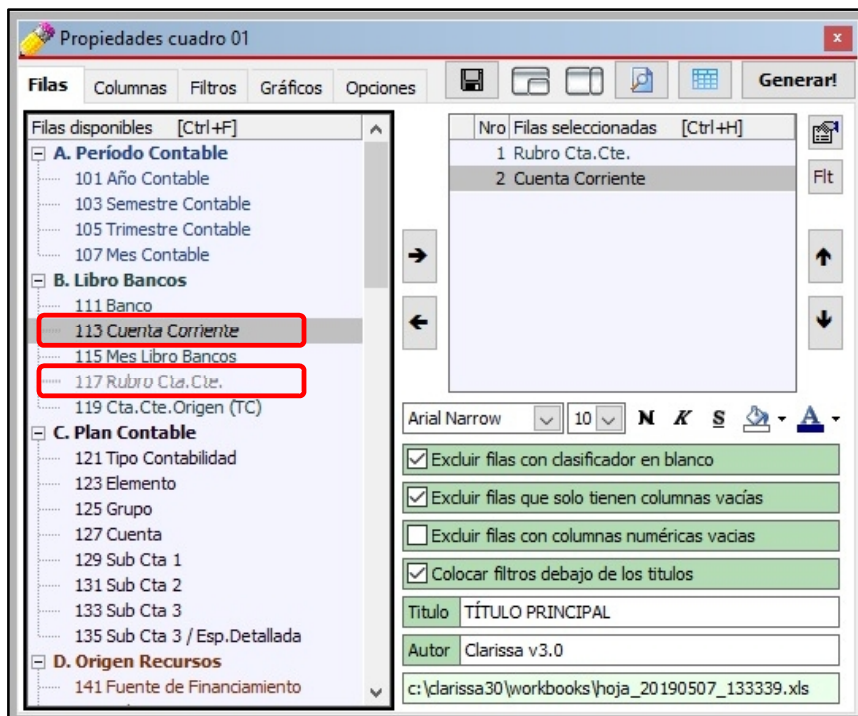 Propiedades cuadro 01
x
Filas Columnas Filtros Gráficos Opciones Generar!
Filas disponibles [Ctrl+F]
A. Período Contable
101 Año Contable
103 Semestre Contable
105 Trimestre Contable
107 Mes Contable
B. Libro Bancos
111 Banco
113 Cuenta Corriente
115 Mes Libro Bancos
117 Rubro Cta.Cte.
119 Cta.Cte.Origen (TC)
C. Plan Contable
121 Tipo Contabilidad
123 Elemento
125 Grupo
127 Cuenta
129 Sub Cta 1
131 Sub Cta 2
133 Sub Cta 3
135 Sub Cta 3 / Esp.Detallada
D. Origen Recursos
141 Fuente de Financiamiento
Nro Filas seleccionadas [Ctrl+H]
1 Rubro Cta.Cte.
2 Cuenta Corriente
Flt
Arial Narrow 10 N K S A
Excluir filas con clasificador en blanco
Excluir filas que solo tienen columnas vacías
Excluir filas con columnas numéricas vacias
Colocar filtros debajo de los titulos
Titulo TÍTULO PRINCIPAL
Autor Clarissa v3.0
c:\clarissa30\workbooks\hoja_20190507_133339.xls